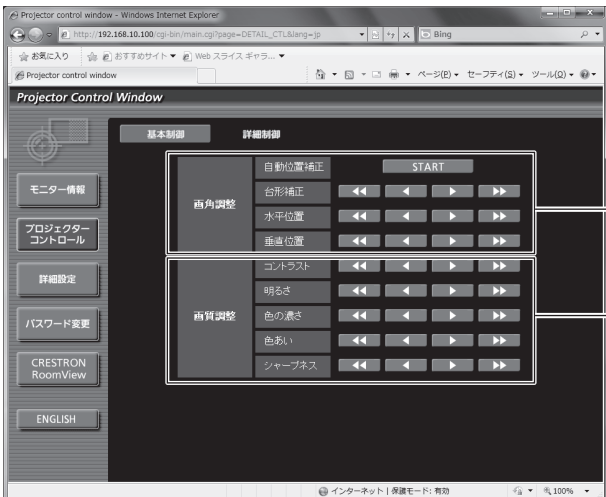 Projector control window - Windows Internet Explorer
http://192.168.10.100/cgi-bin/main.cgi?page=DETAIL_CTL&lang=jp
Bing
お気に入り おすすめサイト Web スライス ギャラ...
Projector control window
ページ(P) セーフティ(S) ツール(O)
Projector Control Window
基本制御 詳細制御
モニター情報
プロジェクター
コントロール
詳細設定
パスワード変更
CRESTRON
RoomView
ENGLISH
画角調整
自動位置補正 START
台形補正
水平位置
垂直位置
画質調整
コントラスト
明るさ
色の濃さ
色あい
シャープネス
インターネット | 保護モード: 有効
100%